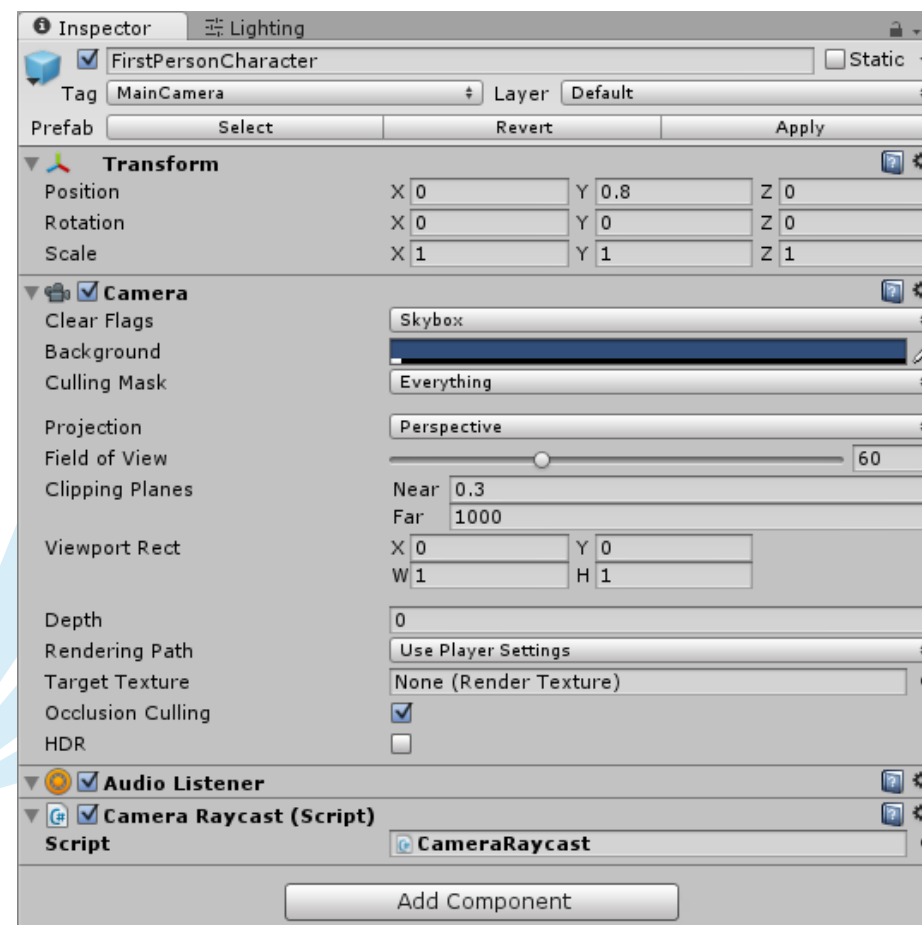 Inspector Lighting
FirstPersonCharacter Static
Tag MainCamera Layer Default
Prefab Select Revert Apply
Transform
Position X 0 Y 0.8 Z 0
Rotation X 0 Y 0 Z 0
Scale X 1 Y 1 Z 1
Camera
Clear Flags Skybox
Background
Culling Mask Everything
Projection Perspective
Field of View 60
Clipping Planes Near 0.3
Far 1000
Viewport Rect X 0 Y 0
W 1 H 1
Depth 0
Rendering Path Use Player Settings
Target Texture None (Render Texture)
Occlusion Culling
HDR
Audio Listener
Camera Raycast (Script)
Script CameraRaycast
Add Component